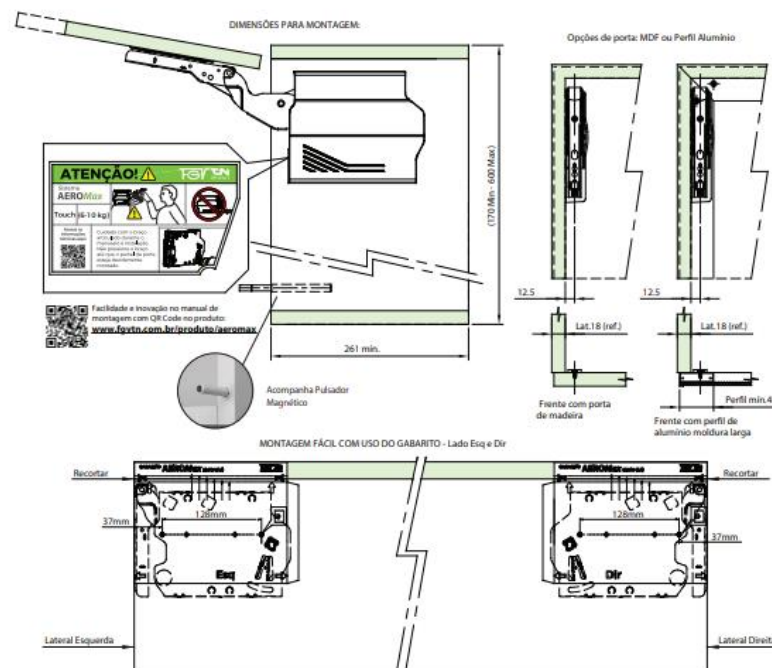 DIMENSÕES PARA MONTAGEM:
Opções de porta: MDF ou Perfil Alumínio
(170 Min - 600 Max)
ATENÇÃO!
FGVTN
Sistema
AEROMax
Touch (6-10 kg)
12.5
12.5
Lat.18 (ref.)
Lat.18 (ref.)
Facilidade e Inovação no manual de
montagem com QR Code no produto:
www.fgvtn.com.br/produto/aeromax
261 min.
Acompanha Pulsador
Magnético
Frente com porta
de madeira
Perfil min.4
Frente com perfil de
alumínio moldura larga
MONTAGEM FÁCIL COM USO DO GABARITO - Lado Esq e Dir
Recortar
AEROMax
AEROMax
Recortar
37mm
128mm
128mm
37mm
Esq
Dir
Lateral Esquerda
Lateral Direit